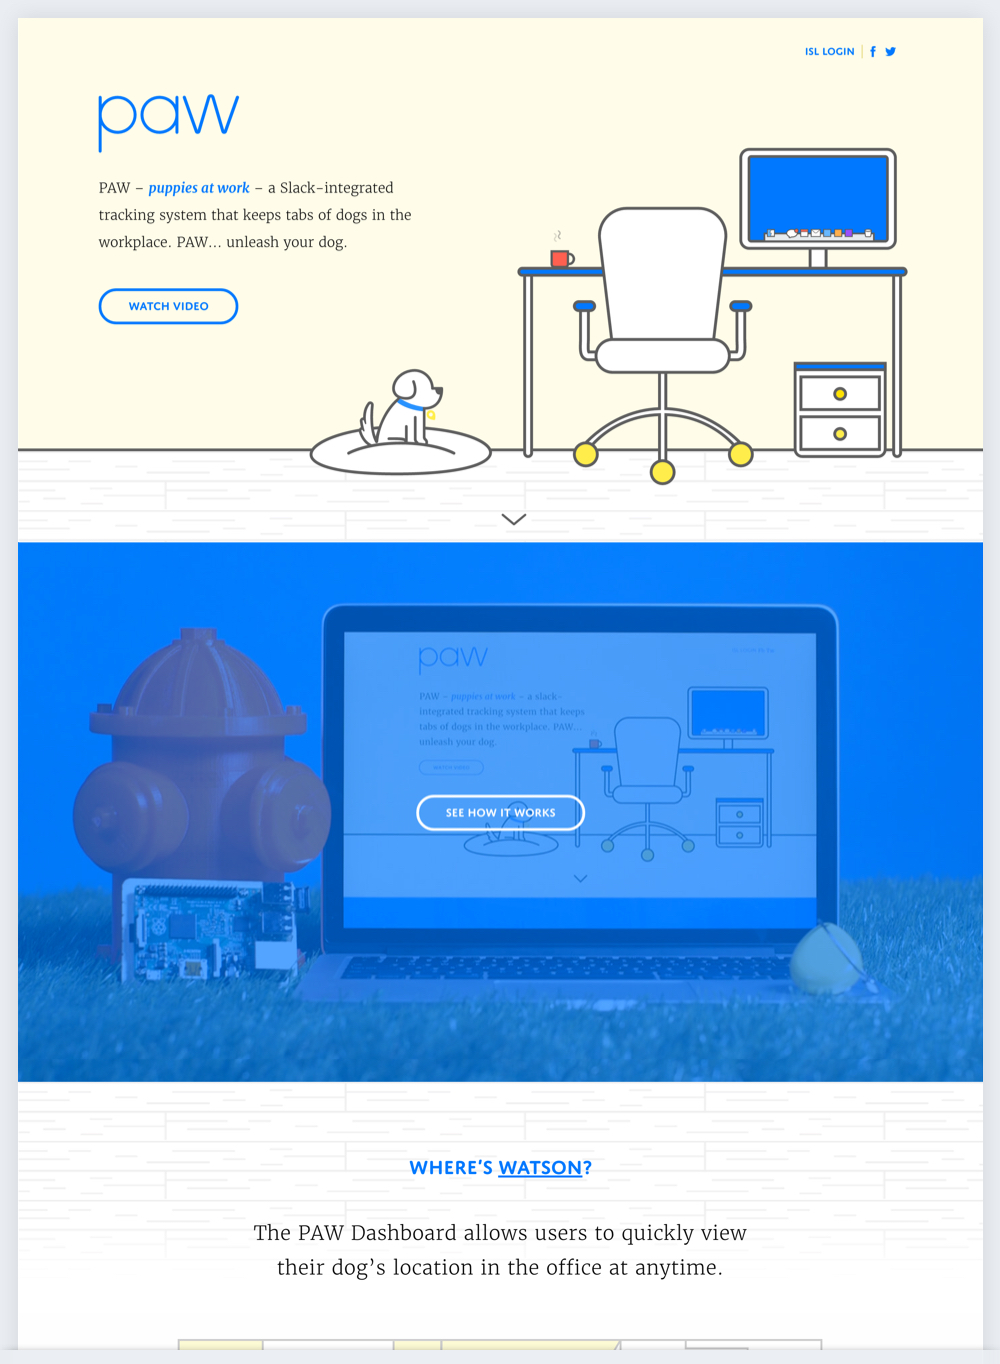 ISL LOGIN
paw
PAW – puppies at work – a Slack-integrated
tracking system that keeps tabs of dogs in the
workplace. PAW... unleash your dog.
WATCH VIDEO
paw
PAW – puppies at work – a slack-
integrated tracking system that keeps
tabs of dogs in the workplace. PAW...
unleash your dog.
WATCH VIDEO
SEE HOW IT WORKS
WHERE’S WATSON?
The PAW Dashboard allows users to quickly view
their dog’s location in the office at anytime.